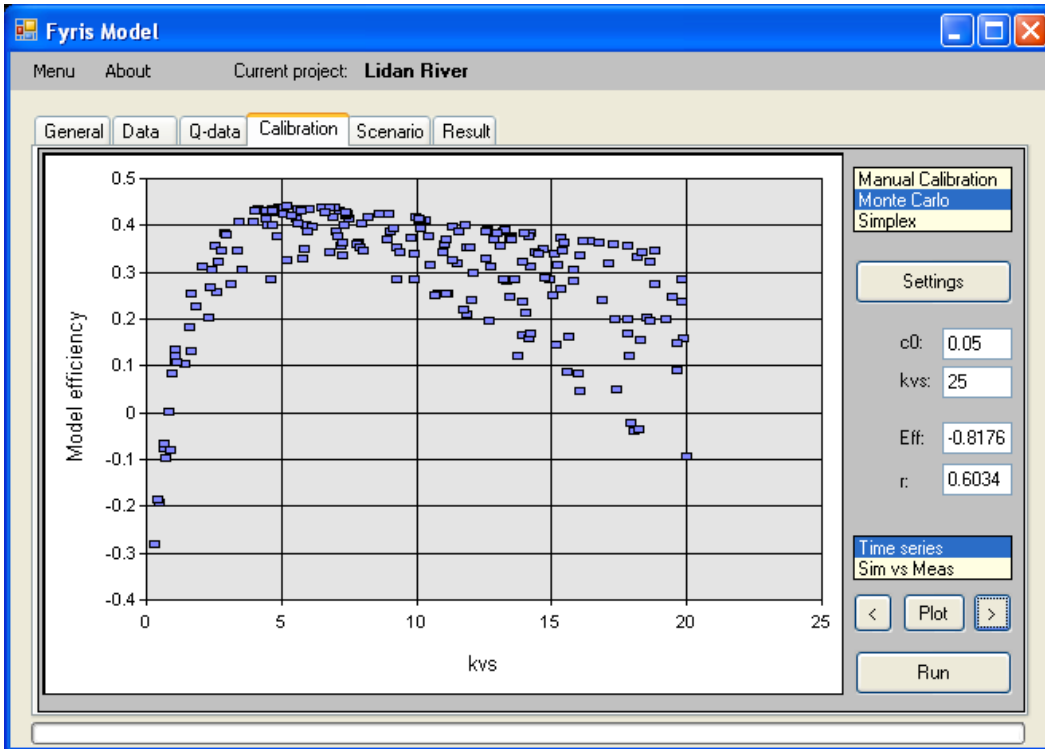 Fyris Model
Menu About Current project: Lidan River
General Data Q-data Calibration Scenario Result
Manual Calibration
Monte Carlo
Simplex
Settings
c0: 0.05
kvs: 25
Eff: -0.8176
r: 0.6034
Time series
Sim vs Meas
< Plot >
Run
Model efficiency
0.5
0.4
0.3
0.2
0.1
0
-0.1
-0.2
-0.3
-0.4
0 5 10 15 20 25
kvs